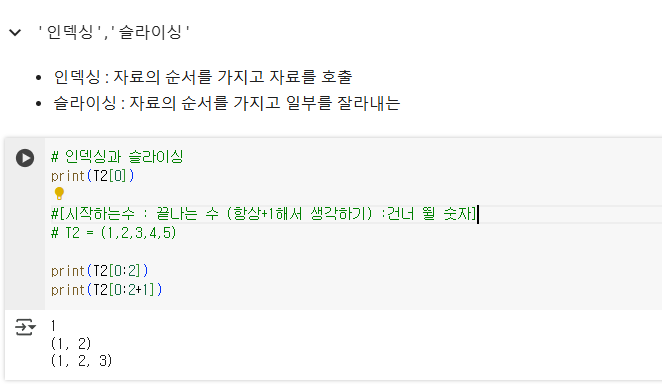 '인덱싱','슬라이싱'
• 인덱싱 : 자료의 순서를 가지고 자료를 호출
• 슬라이싱 : 자료의 순서를 가지고 일부를 잘라내는
# 인덱싱과 슬라이싱
print(T2[0])
#[시작하는수 : 끝나는 수 (항상+1해서 생각하기) :건너 뛸 숫자]
# T2 = (1,2,3,4,5)
print(T2[0:2])
print(T2[0:2+1])
1
(1, 2)
(1, 2, 3)